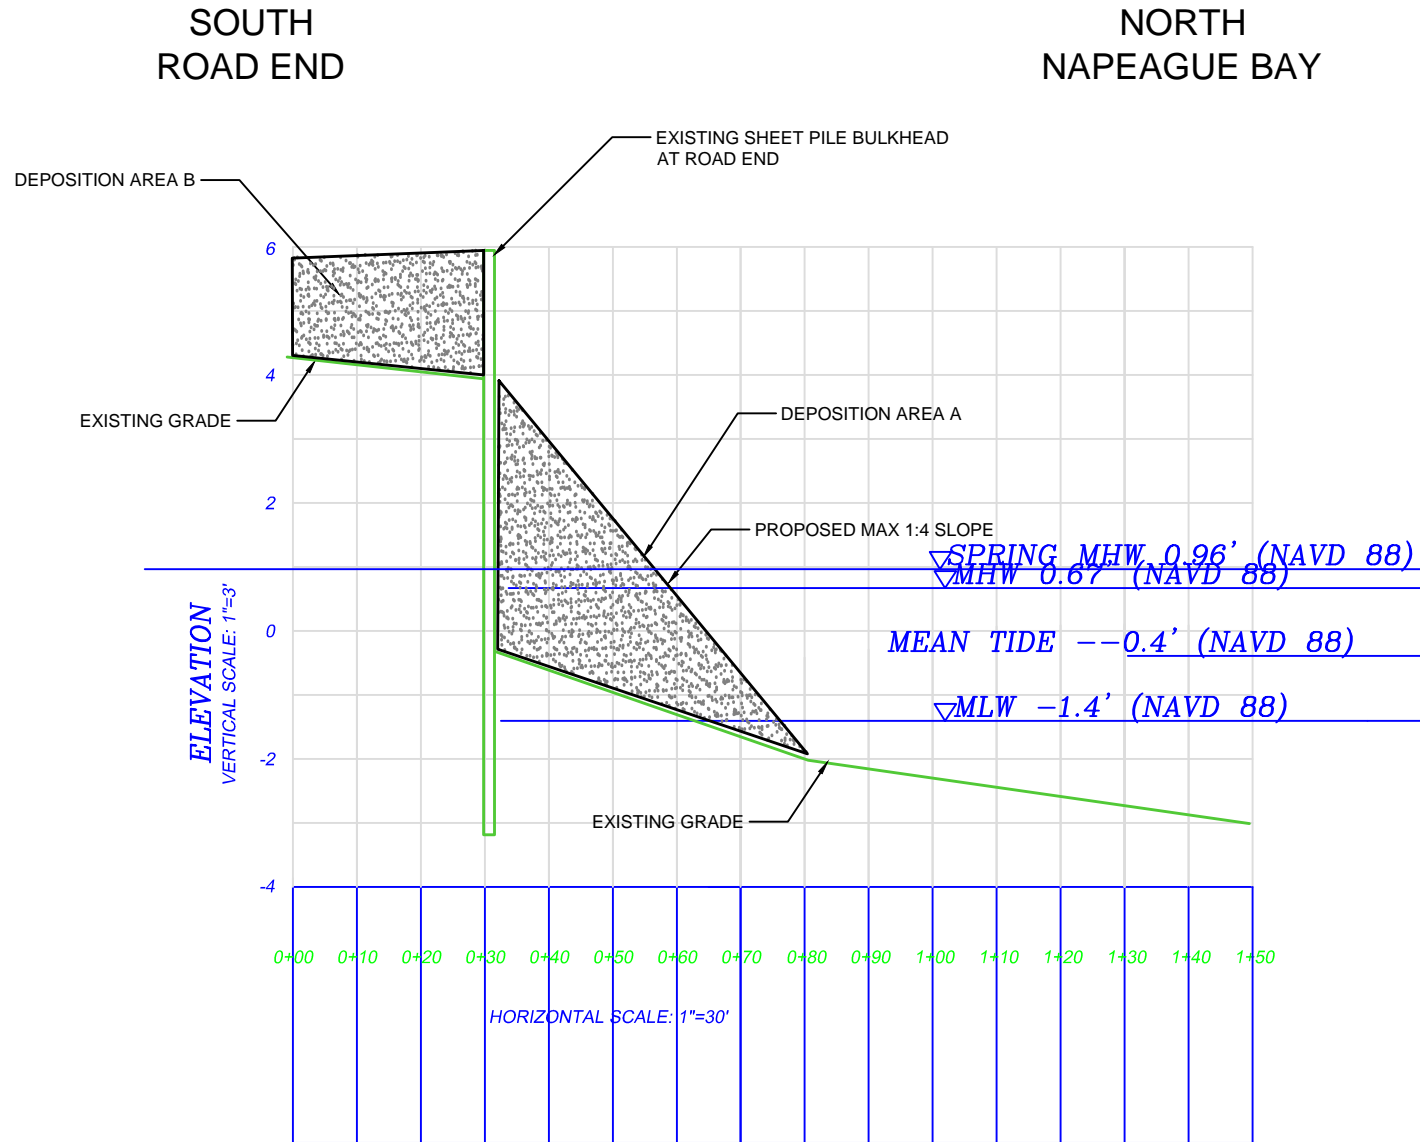 SOUTH
ROAD END
NORTH
NAPEAGUE BAY
EXISTING SHEET PILE BULKHEAD
AT ROAD END
DEPOSITION AREA B
6
4
EXISTING GRADE
DEPOSITION AREA A
2
PROPOSED MAX 1:4 SLOPE
SPRING MHW 0.96' (NAVD 88)
MHW 0.67' (NAVD 88)
0
MEAN TIDE --0.4' (NAVD 88)
ELEVATION
VERTICAL SCALE: 1"=3'
MLW -1.4' (NAVD 88)
-2
EXISTING GRADE
-4
0+00 0+10 0+20 0+30 0+40 0+50 0+60 0+70 0+80 0+90 1+00 1+10 1+20 1+30 1+40 1+50
HORIZONTAL SCALE: 1"=30'